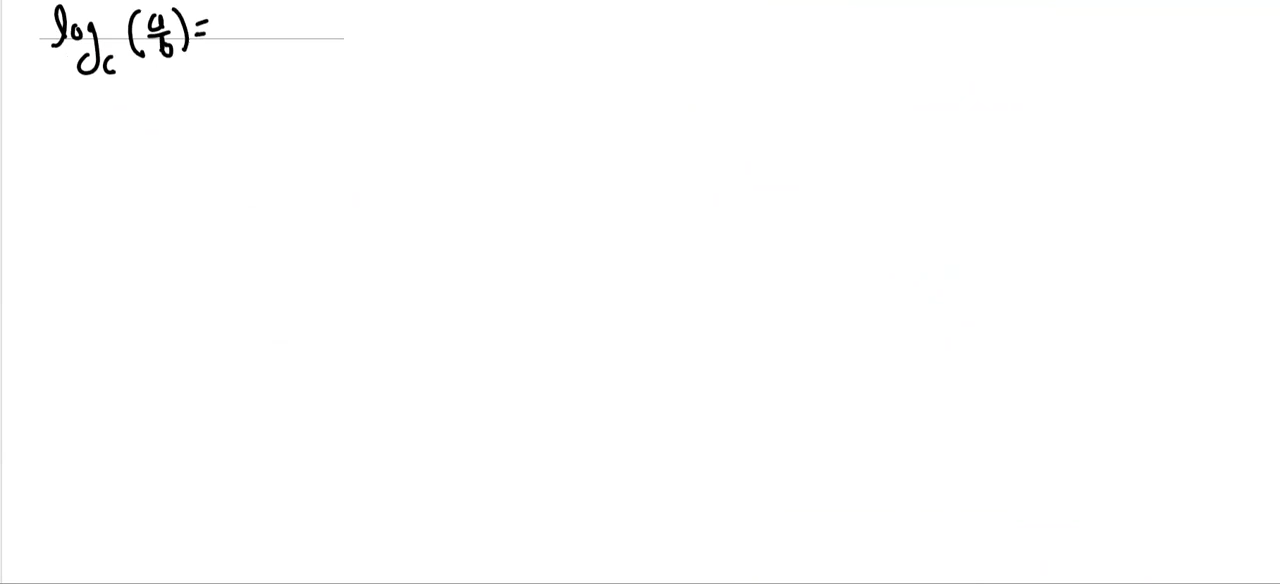 log_c (a/b) =